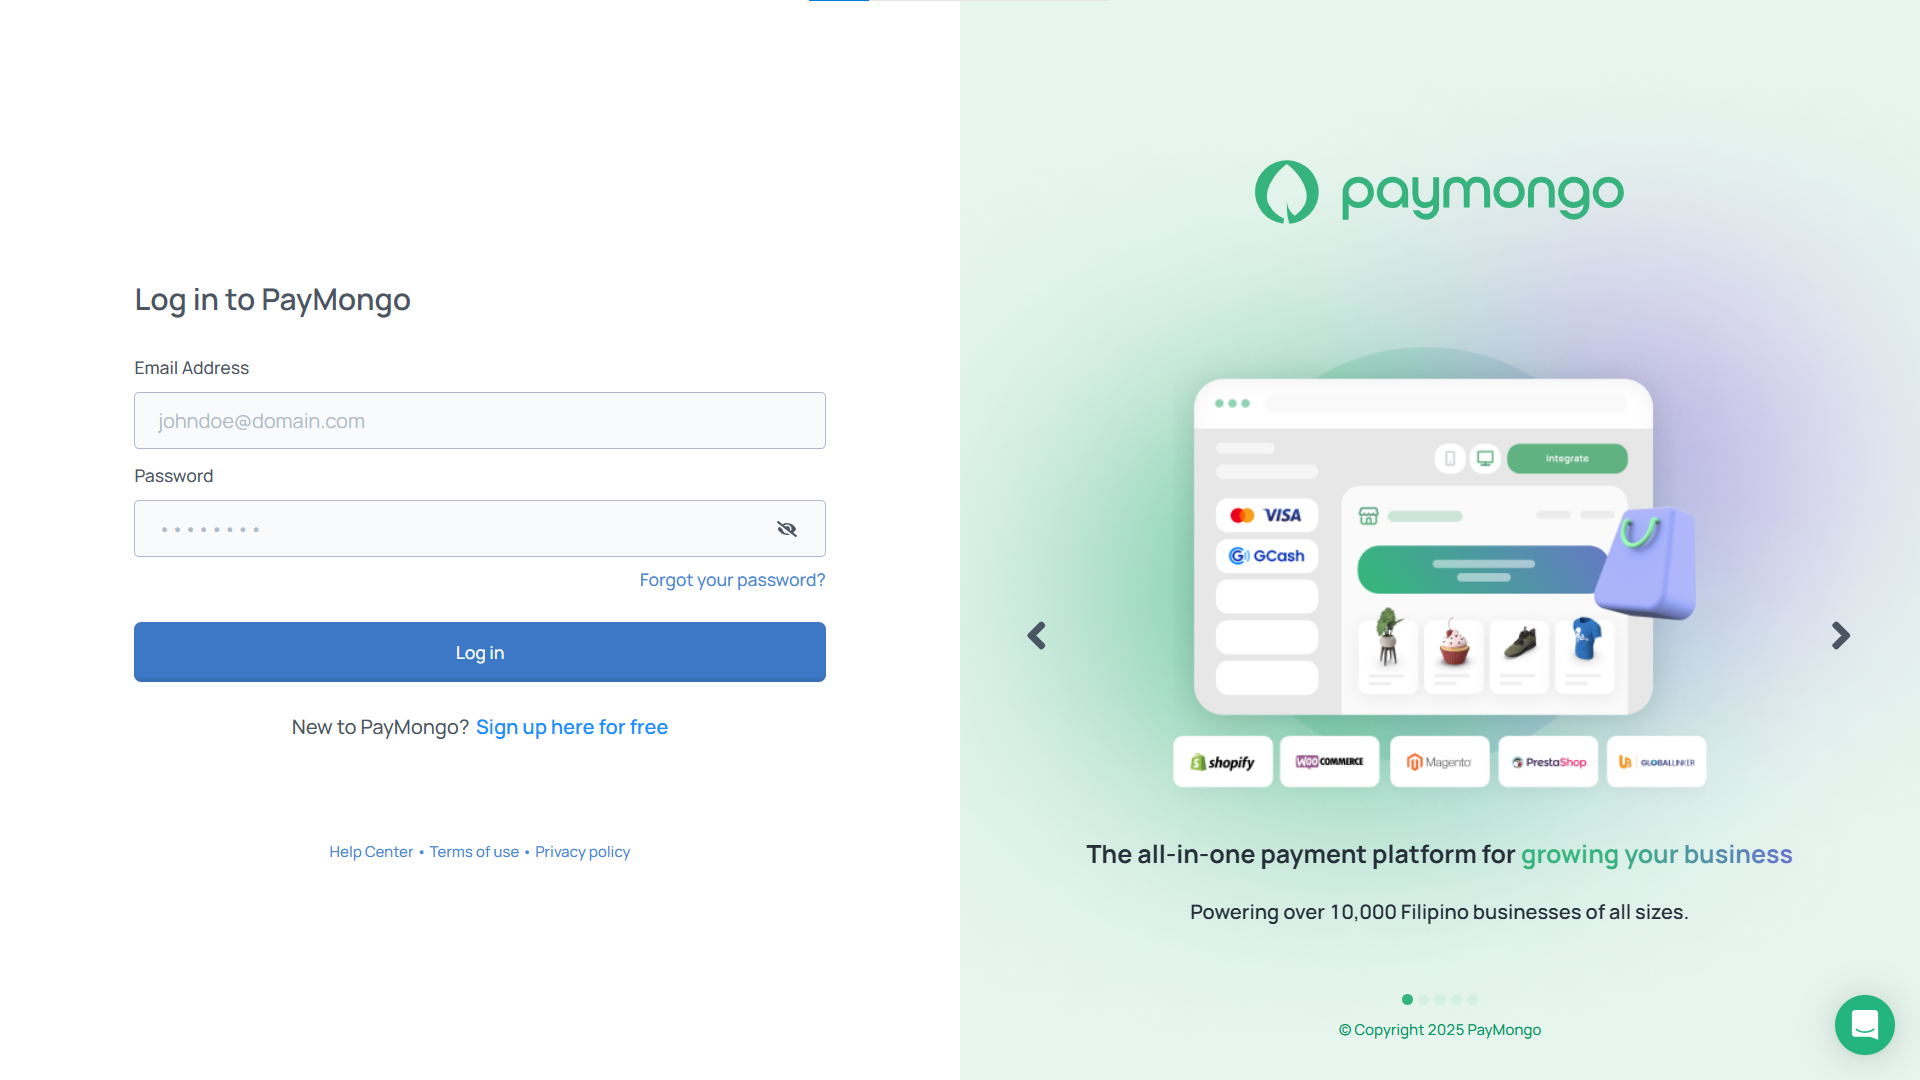 Log in to PayMongo
Email Address
johndoe@domain.com
Password
Forgot your password?
Log in
New to PayMongo? Sign up here for free
Help Center • Terms of use • Privacy policy
paymongo
Integrate
VISA
GCash
shopify
WOO COMMERCE
Magento
PrestaShop
UB GLOBALLINKER
The all-in-one payment platform for growing your business
Powering over 10,000 Filipino businesses of all sizes.
© Copyright 2025 PayMongo